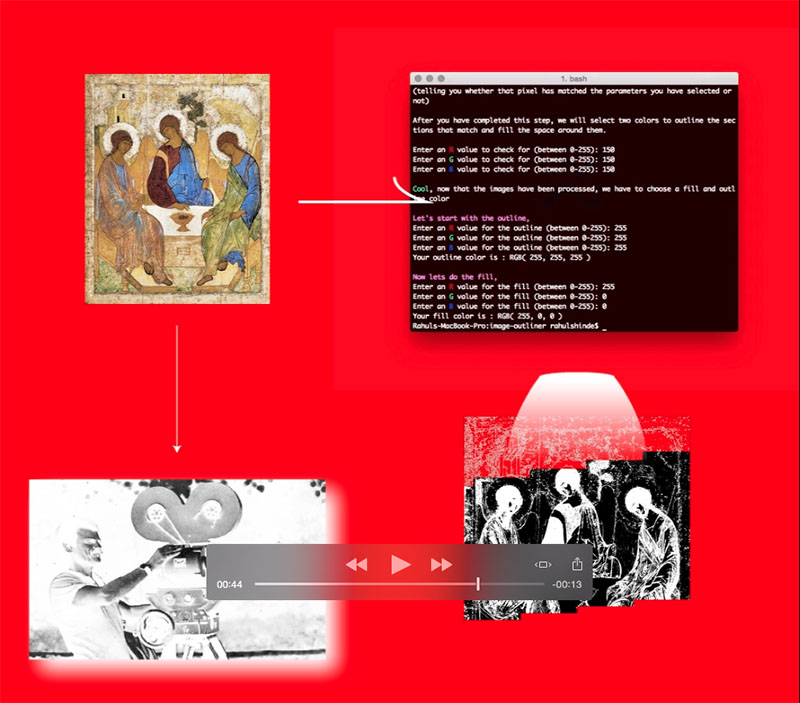 1. bash
(telling you whether that pixel has matched the parameters you have selected or
not)
After you have completed this step, we will select two colors to outline the sec
tions that match and fill the space around them.
Enter an R value to check for (between 0-255): 150
Enter an G value to check for (between 0-255): 150
Enter an B value to check for (between 0-255): 150
Cool, now that the images have been processed, we have to choose a fill and outl
color
Let's start with the outline,
Enter an R value for the outline (between 0-255): 255
Enter an G value for the outline (between 0-255): 255
Enter an B value for the outline (between 0-255): 255
Your outline color is : RGB( 255, 255, 255 )
Now lets do the fill,
Enter an R value for the fill (between 0-255): 255
Enter an G value for the fill (between 0-255): 0
Enter an B value for the fill (between 0-255): 0
Your fill color is : RGB( 255, 0, 0 )
Rahuls-MacBook-Pro:image-outliner rahulshinde$ _
00:44
-00:13